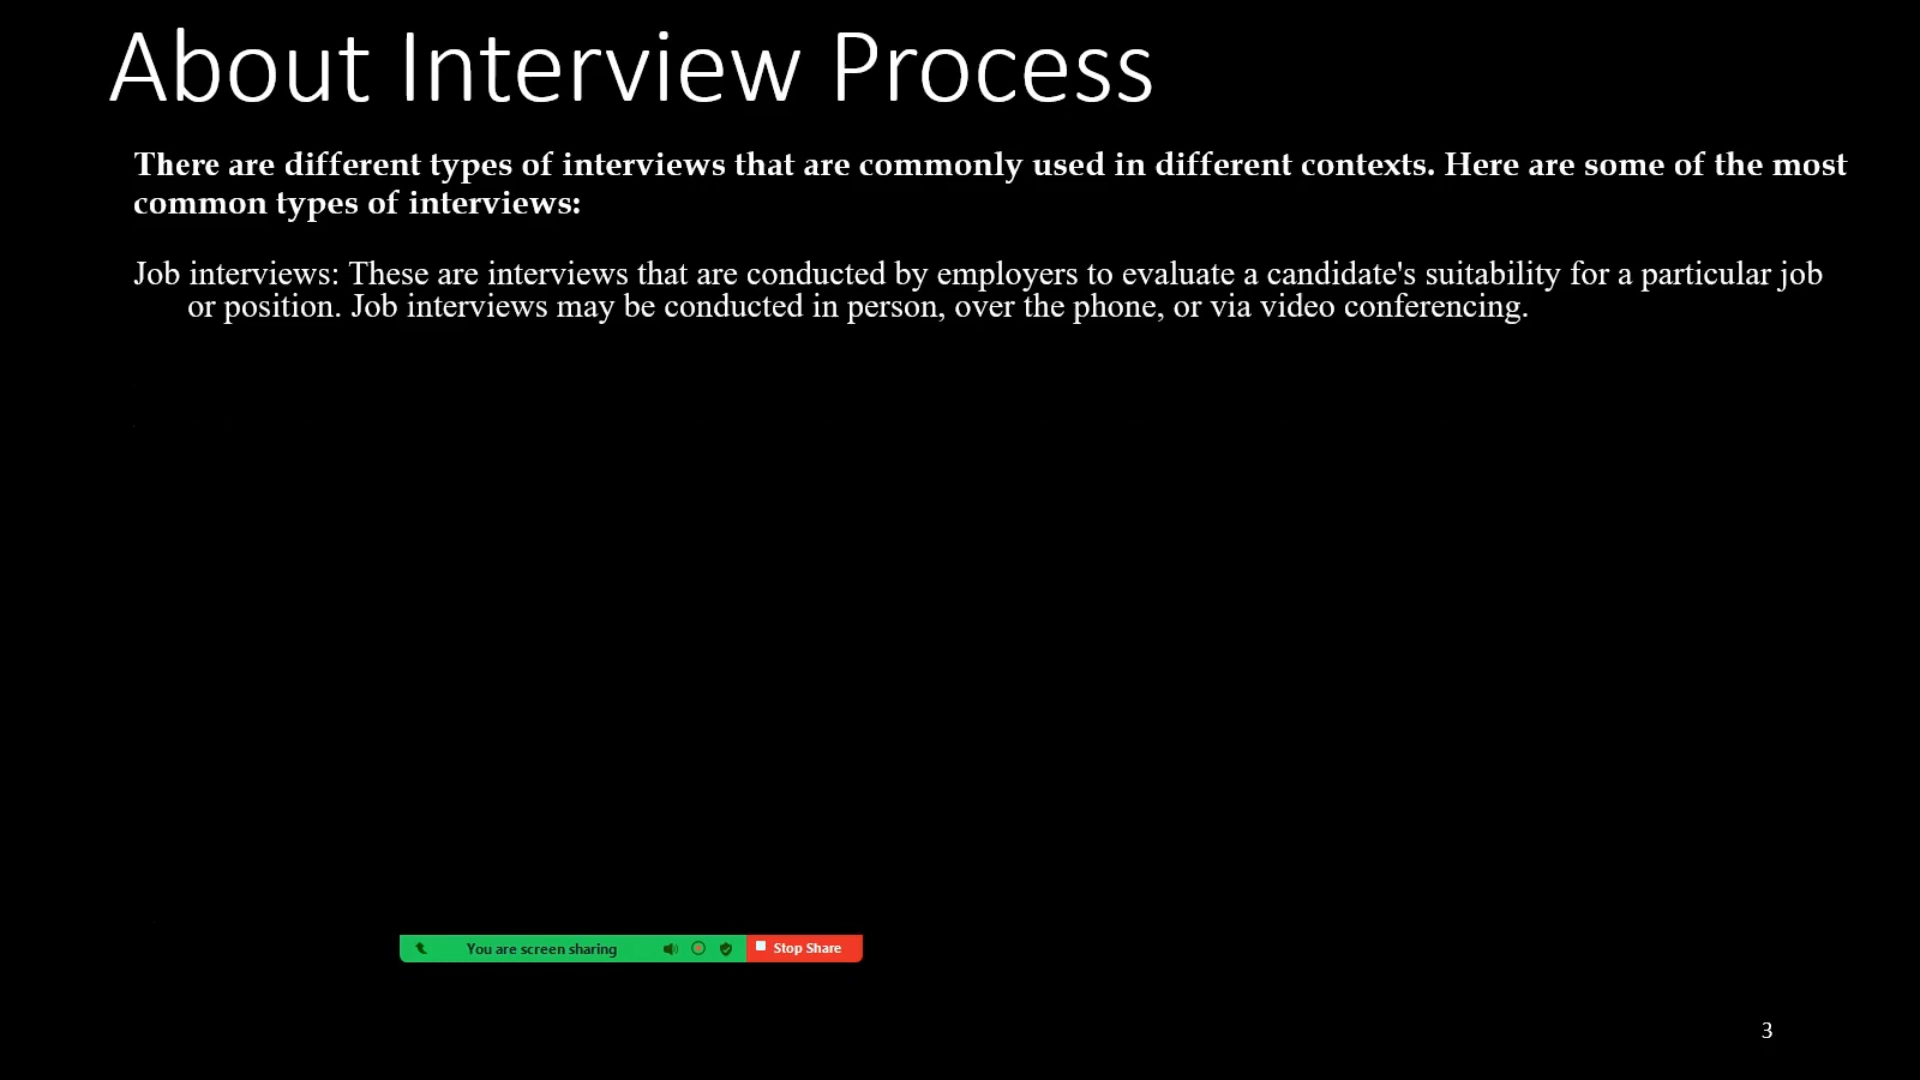 About Interview Process
There are different types of interviews that are commonly used in different contexts. Here are some of the most
common types of interviews:
Job interviews: These are interviews that are conducted by employers to evaluate a candidate's suitability for a particular job
or position. Job interviews may be conducted in person, over the phone, or via video conferencing.
You are screen sharing Stop Share
3